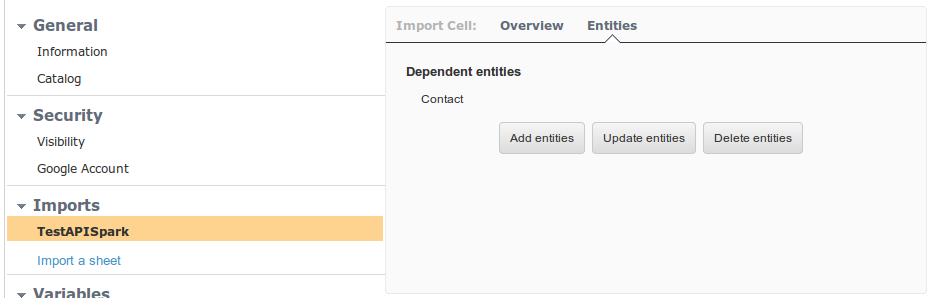 General
Information
Catalog
Security
Visibility
Google Account
Imports
TestAPISpark
Import a sheet
Variables
Import Cell: Overview Entities
Dependent entities
Contact
Add entities Update entities Delete entities